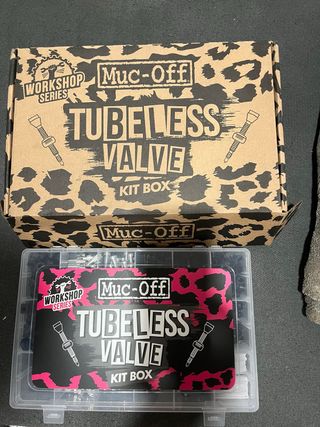 WORKSHOP
SERIES
Muc-Off
TUBELESS
VALVE
KIT BOX
Muc-Off
WORKSHOP
SERIES
Muc-Off
TUBELESS
VALVE
KIT BOX